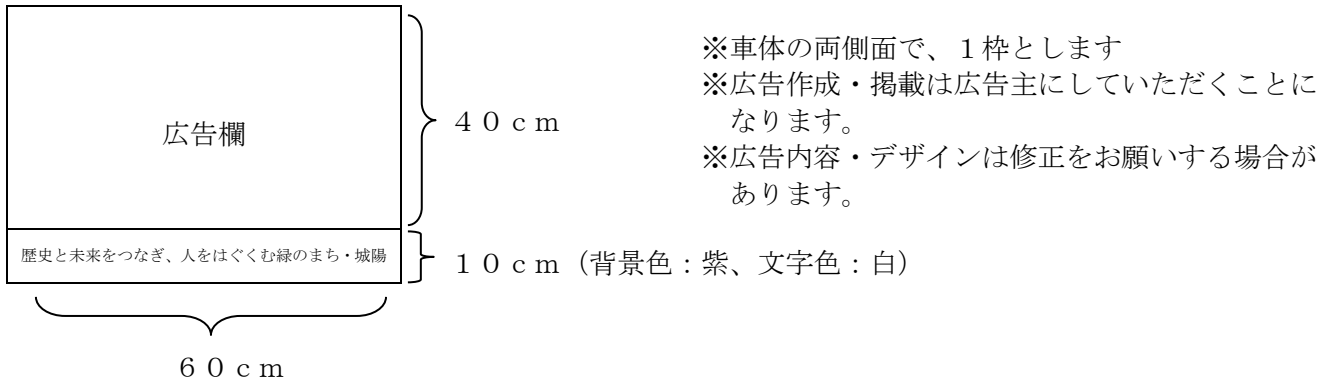 ※車体の両側面で、１枠とします
※広告作成・掲載は広告主にしていただくことに
なります。
※広告内容・デザインは修正をお願いする場合が
あります。
広告欄
４０ｃｍ
歴史と未来をつなぎ、人をはぐくむ緑のまち・城陽
１０ｃｍ（背景色：紫、文字色：白）
６０ｃｍ